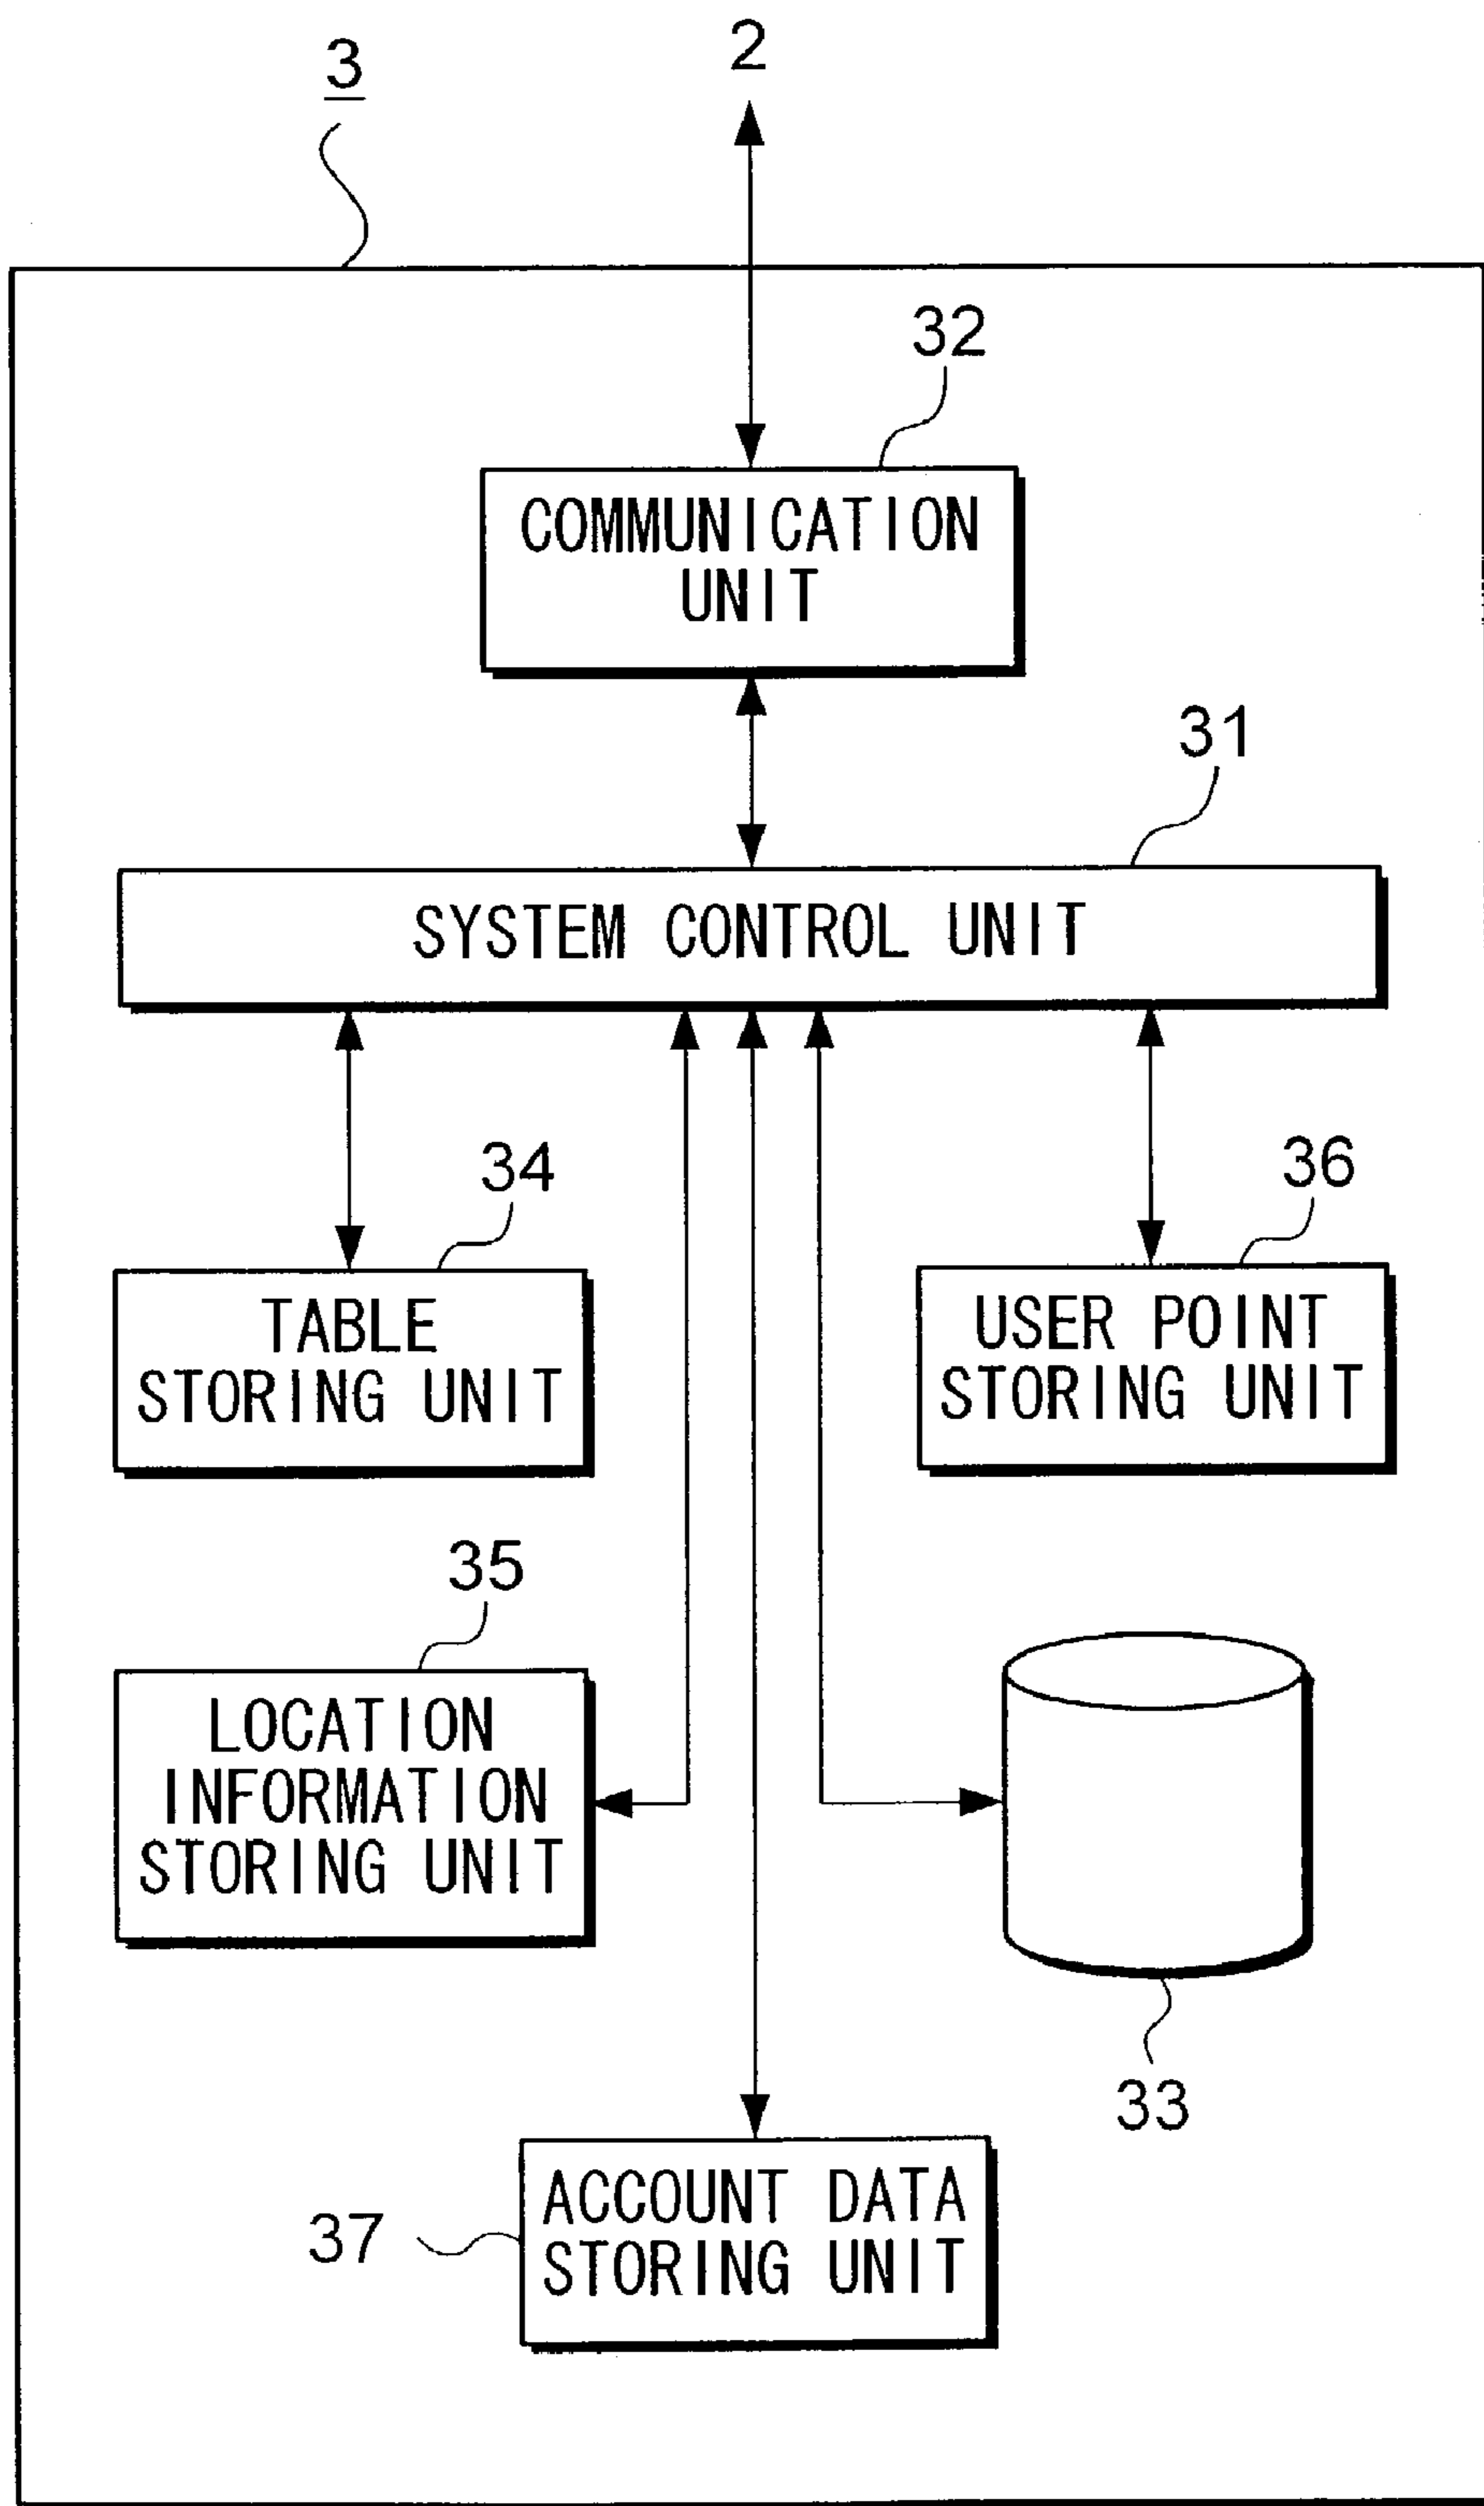 3
2
32
COMMUNICATION
UNIT
31
SYSTEM CONTROL UNIT
34
36
TABLE
STORING UNIT
USER POINT
STORING UNIT
35
LOCATION
INFORMATION
STORING UNIT
33
37
ACCOUNT DATA
STORING UNIT